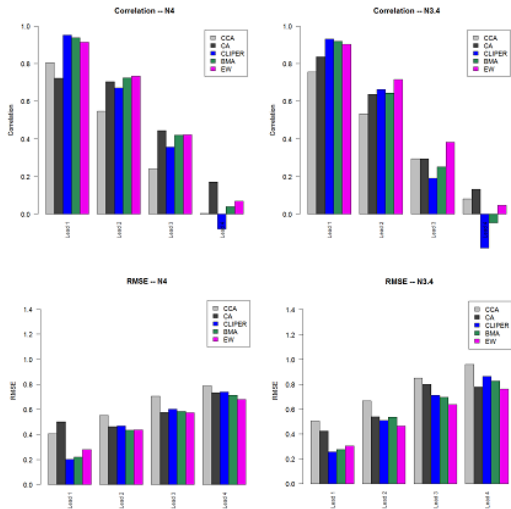 Correlation -- N4
1.0
0.8
0.6
0.4
0.2
0.0
Correlation
CCA
CA
CLIPER
BMA
EW
Lead 1
Lead 2
Lead 3
Correlation -- N3.4
1.0
0.8
0.6
0.4
0.2
0.0
Correlation
CCA
CA
CLIPER
BMA
EW
Lead 1
Lead 2
Lead 3
RMSE -- N4
1.4
1.2
1.0
0.8
0.6
0.4
0.2
0.0
RMSE
CCA
CA
CLIPER
BMA
EW
Lead 1
Lead 2
Lead 3
Lead 4
RMSE -- N3.4
1.4
1.2
1.0
0.8
0.6
0.4
0.2
0.0
RMSE
CCA
CA
CLIPER
BMA
EW
Lead 1
Lead 2
Lead 3
Lead 4